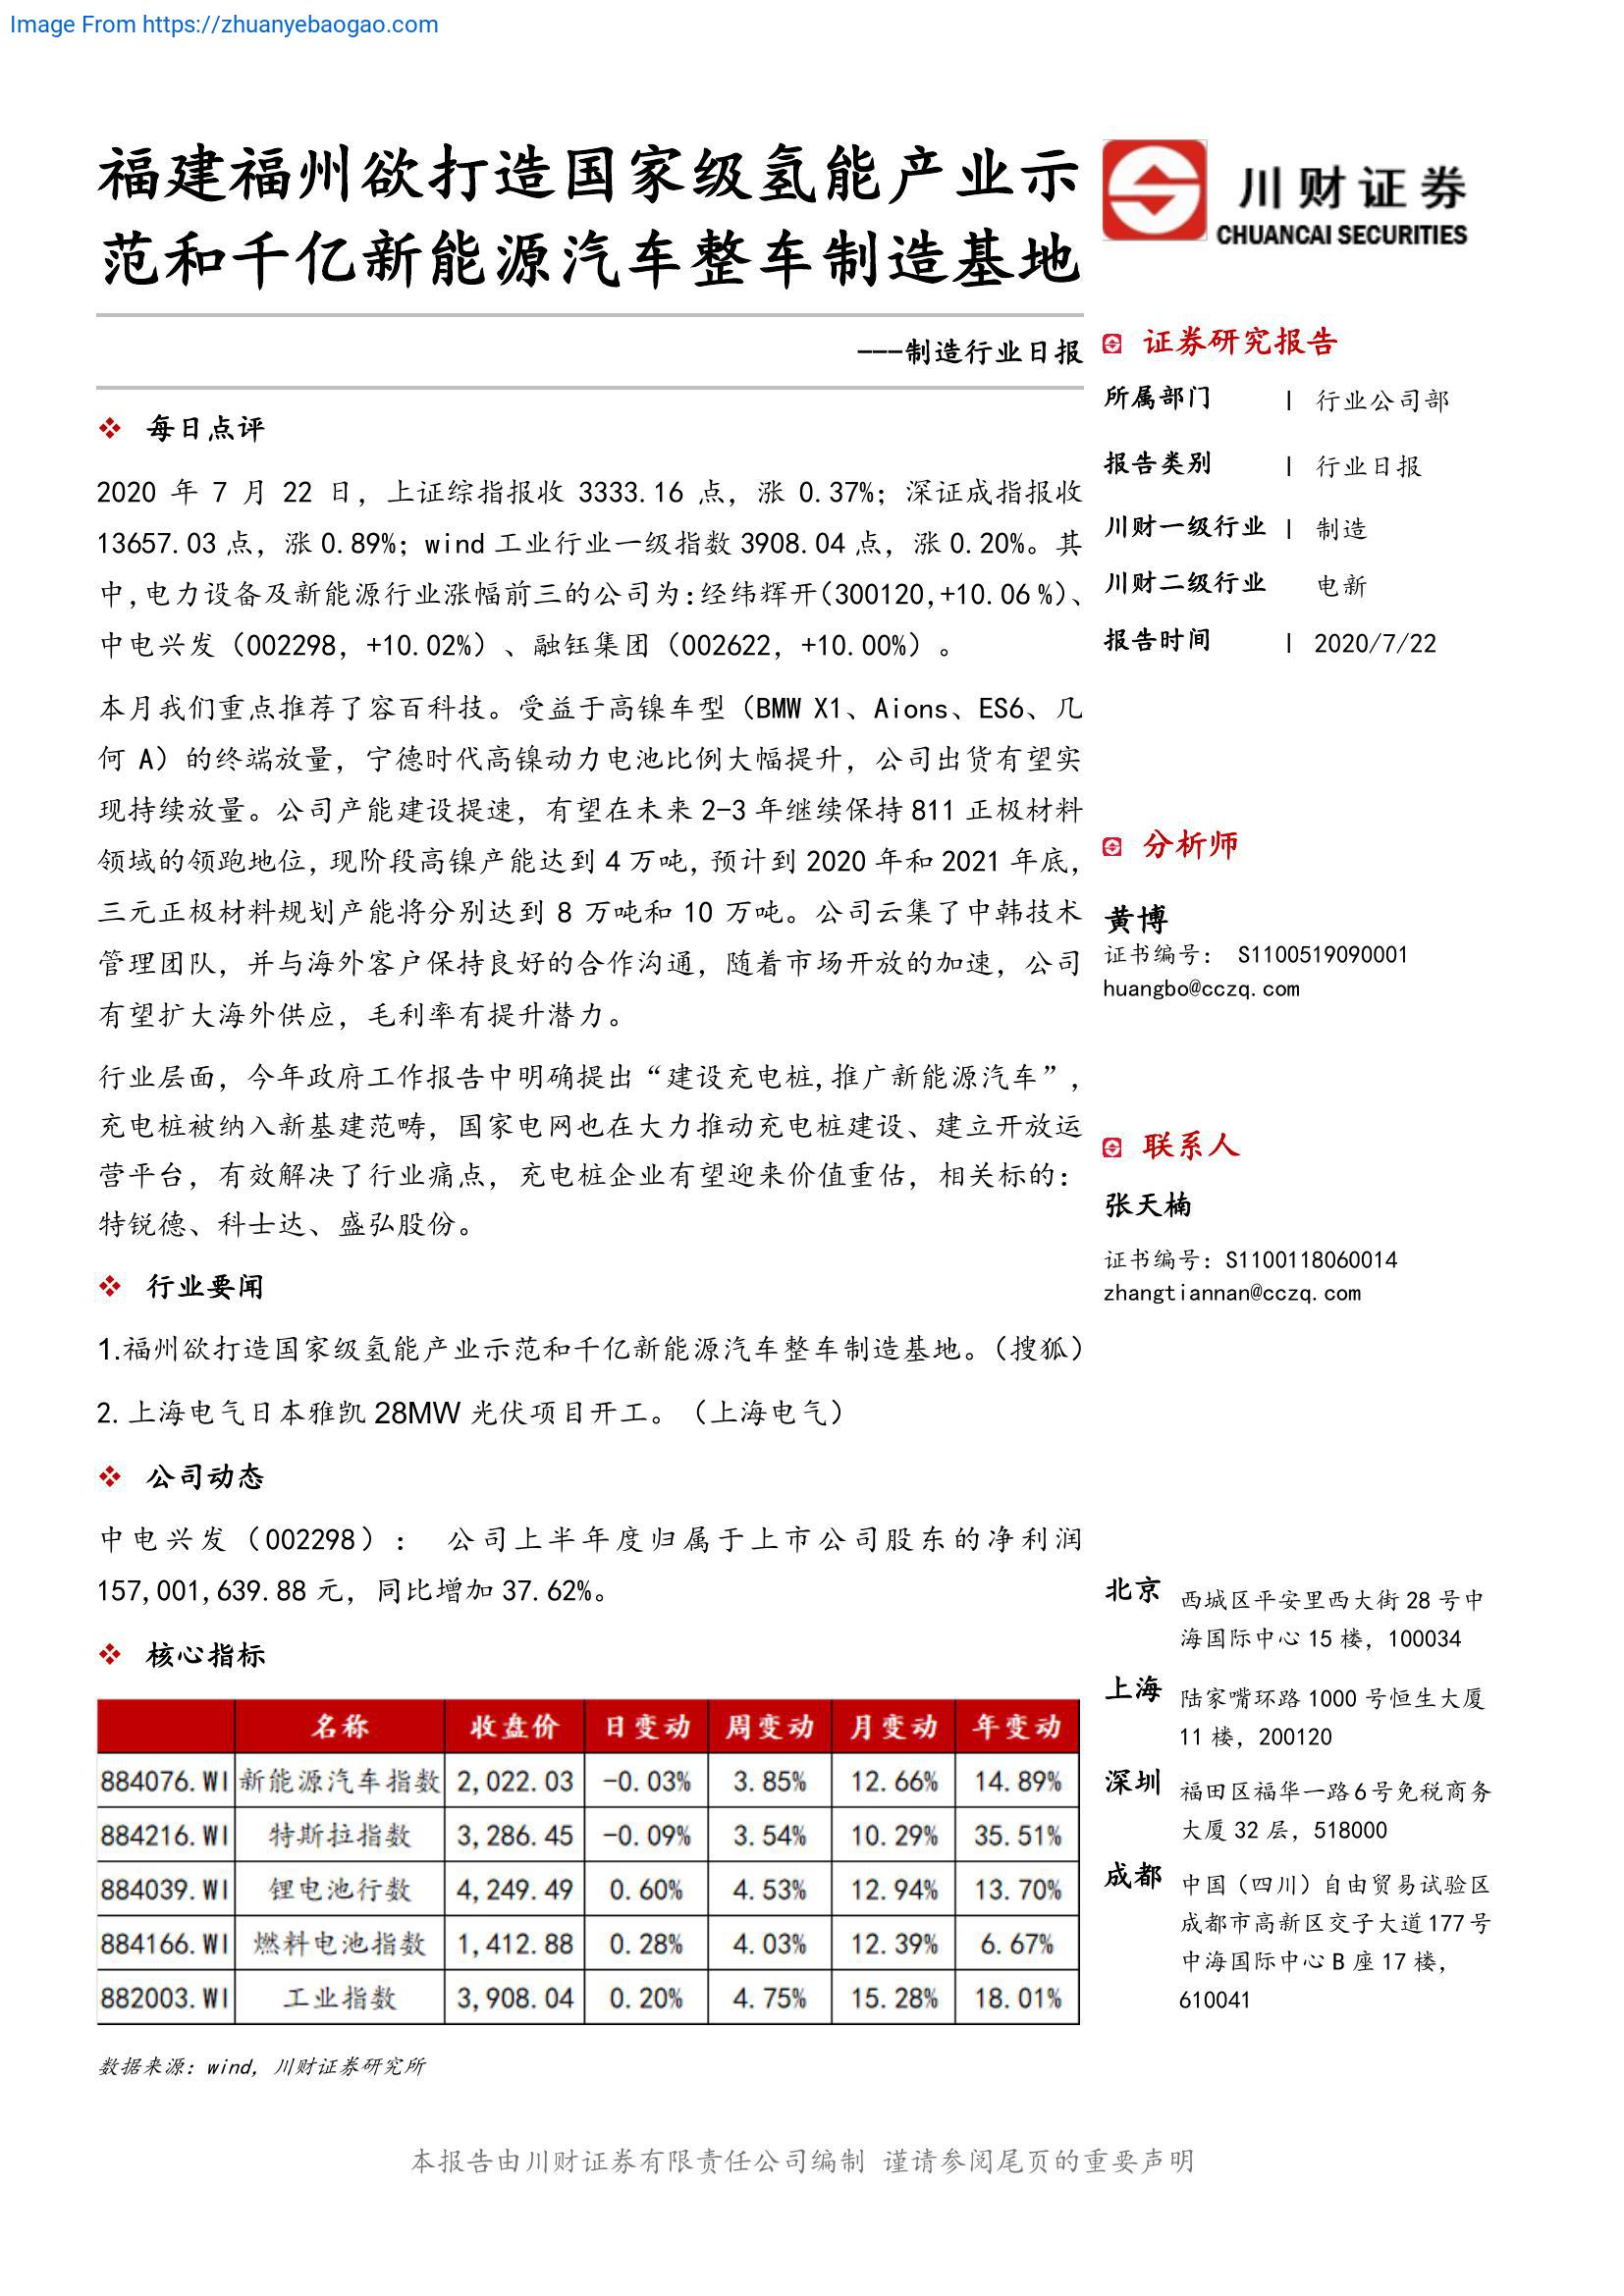 Image From https://zhuanyebaogao.com
福建福州欲打造国家级氢能产业示
范和千亿新能源汽车整车制造基地
---制造行业日报
每日点评
2020 年 7 月 22 日，上证综指报收 3333.16 点，涨 0.37%；深证成指报收
13657.03 点，涨 0.89%；wind 工业行业一级指数 3908.04 点，涨 0.20%。其
中,电力设备及新能源行业涨幅前三的公司为:经纬辉开(300120,+10.06%)、
中电兴发（002298，+10.02%）、融钰集团（002622，+10.00%）。
本月我们重点推荐了容百科技。受益于高镍车型（BMW X1、Aions、ES6、几
何 A）的终端放量，宁德时代高镍动力电池比例大幅提升，公司出货有望实
现持续放量。公司产能建设提速，有望在未来 2-3 年继续保持 811 正极材料
领域的领跑地位,现阶段高镍产能达到 4 万吨,预计到 2020 年和 2021 年底,
三元正极材料规划产能将分别达到 8 万吨和 10 万吨。公司云集了中韩技术
管理团队，并与海外客户保持良好的合作沟通，随着市场开放的加速，公司
有望扩大海外供应，毛利率有提升潜力。
行业层面，今年政府工作报告中明确提出“建设充电桩,推广新能源汽车”，
充电桩被纳入新基建范畴，国家电网也在大力推动充电桩建设、建立开放运
营平台，有效解决了行业痛点，充电桩企业有望迎来价值重估，相关标的：
特锐德、科士达、盛弘股份。
行业要闻
1.福州欲打造国家级氢能产业示范和千亿新能源汽车整车制造基地。（搜狐）
2.上海电气日本雅凯 28MW 光伏项目开工。（上海电气）
公司动态
中电兴发（002298）： 公司上半年度归属于上市公司股东的净利润
157,001,639.88 元，同比增加 37.62%。
核心指标
名称 收盘价 日变动 周变动 月变动 年变动
884076.WI 新能源汽车指数 2,022.03 -0.03% 3.85% 12.66% 14.89%
884216.WI 特斯拉指数 3,286.45 -0.09% 3.54% 10.29% 35.51%
884039.WI 锂电池行数 4,249.49 0.60% 4.53% 12.94% 13.70%
884166.WI 燃料电池指数 1,412.88 0.28% 4.03% 12.39% 6.67%
882003.WI 工业指数 3,908.04 0.20% 4.75% 15.28% 18.01%
数据来源：wind，川财证券研究所
川财证券
CHUANCAI SECURITIES
证券研究报告
所属部门 | 行业公司部
报告类别 | 行业日报
川财一级行业 | 制造
川财二级行业 电新
报告时间 | 2020/7/22
分析师
黄博
证书编号： S1100519090001
huangbo@cczq.com
联系人
张天楠
证书编号：S1100118060014
zhangtiannan@cczq.com
北京 西城区平安里西大街 28 号中
海国际中心 15 楼，100034
上海 陆家嘴环路 1000 号恒生大厦
11 楼，200120
深圳 福田区福华一路 6 号免税商务
大厦 32 层，518000
成都 中国（四川）自由贸易试验区
成都市高新区交子大道 177 号
中海国际中心 B 座 17 楼，
610041
本报告由川财证券有限责任公司编制 谨请参阅尾页的重要声明